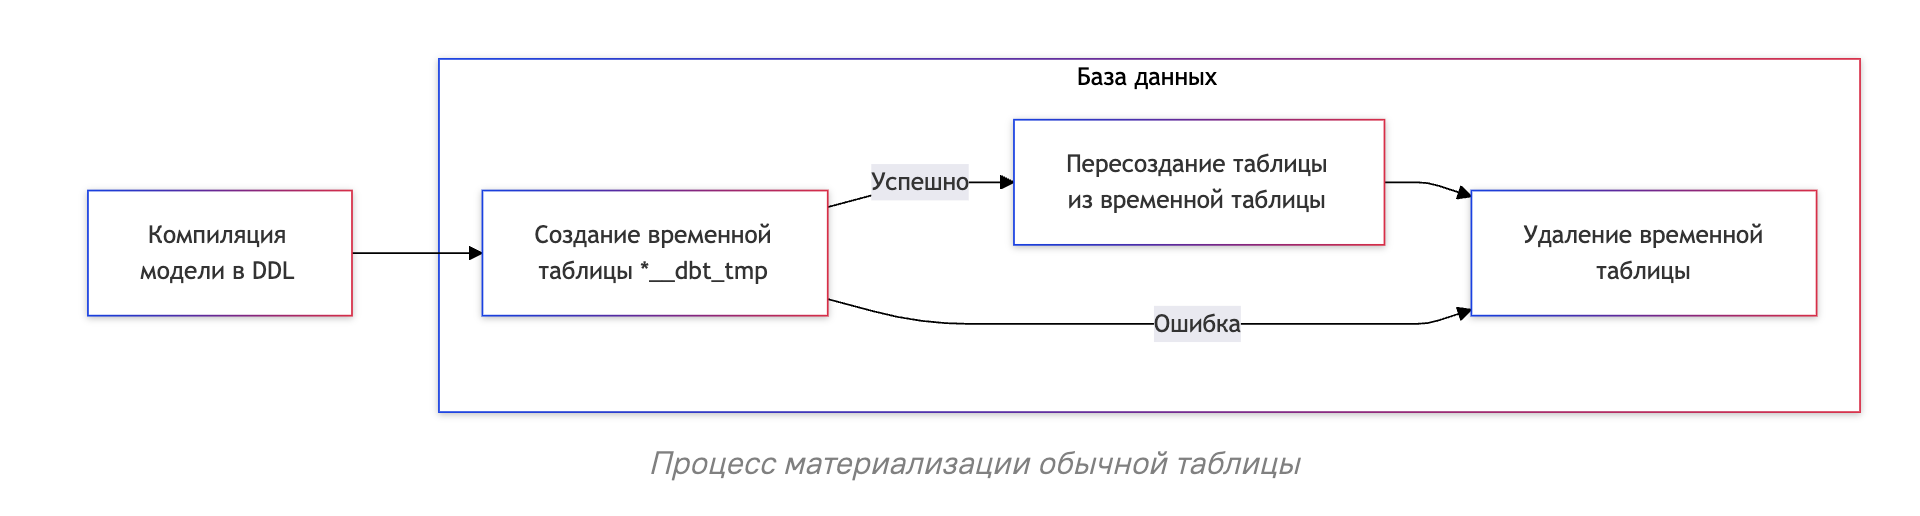 База данных
Компиляция
модели в DDL
Создание временной
таблицы *__dbt_tmp
Успешно
Пересоздание таблицы
из временной таблицы
Ошибка
Удаление временной
таблицы
Процесс материализации обычной таблицы